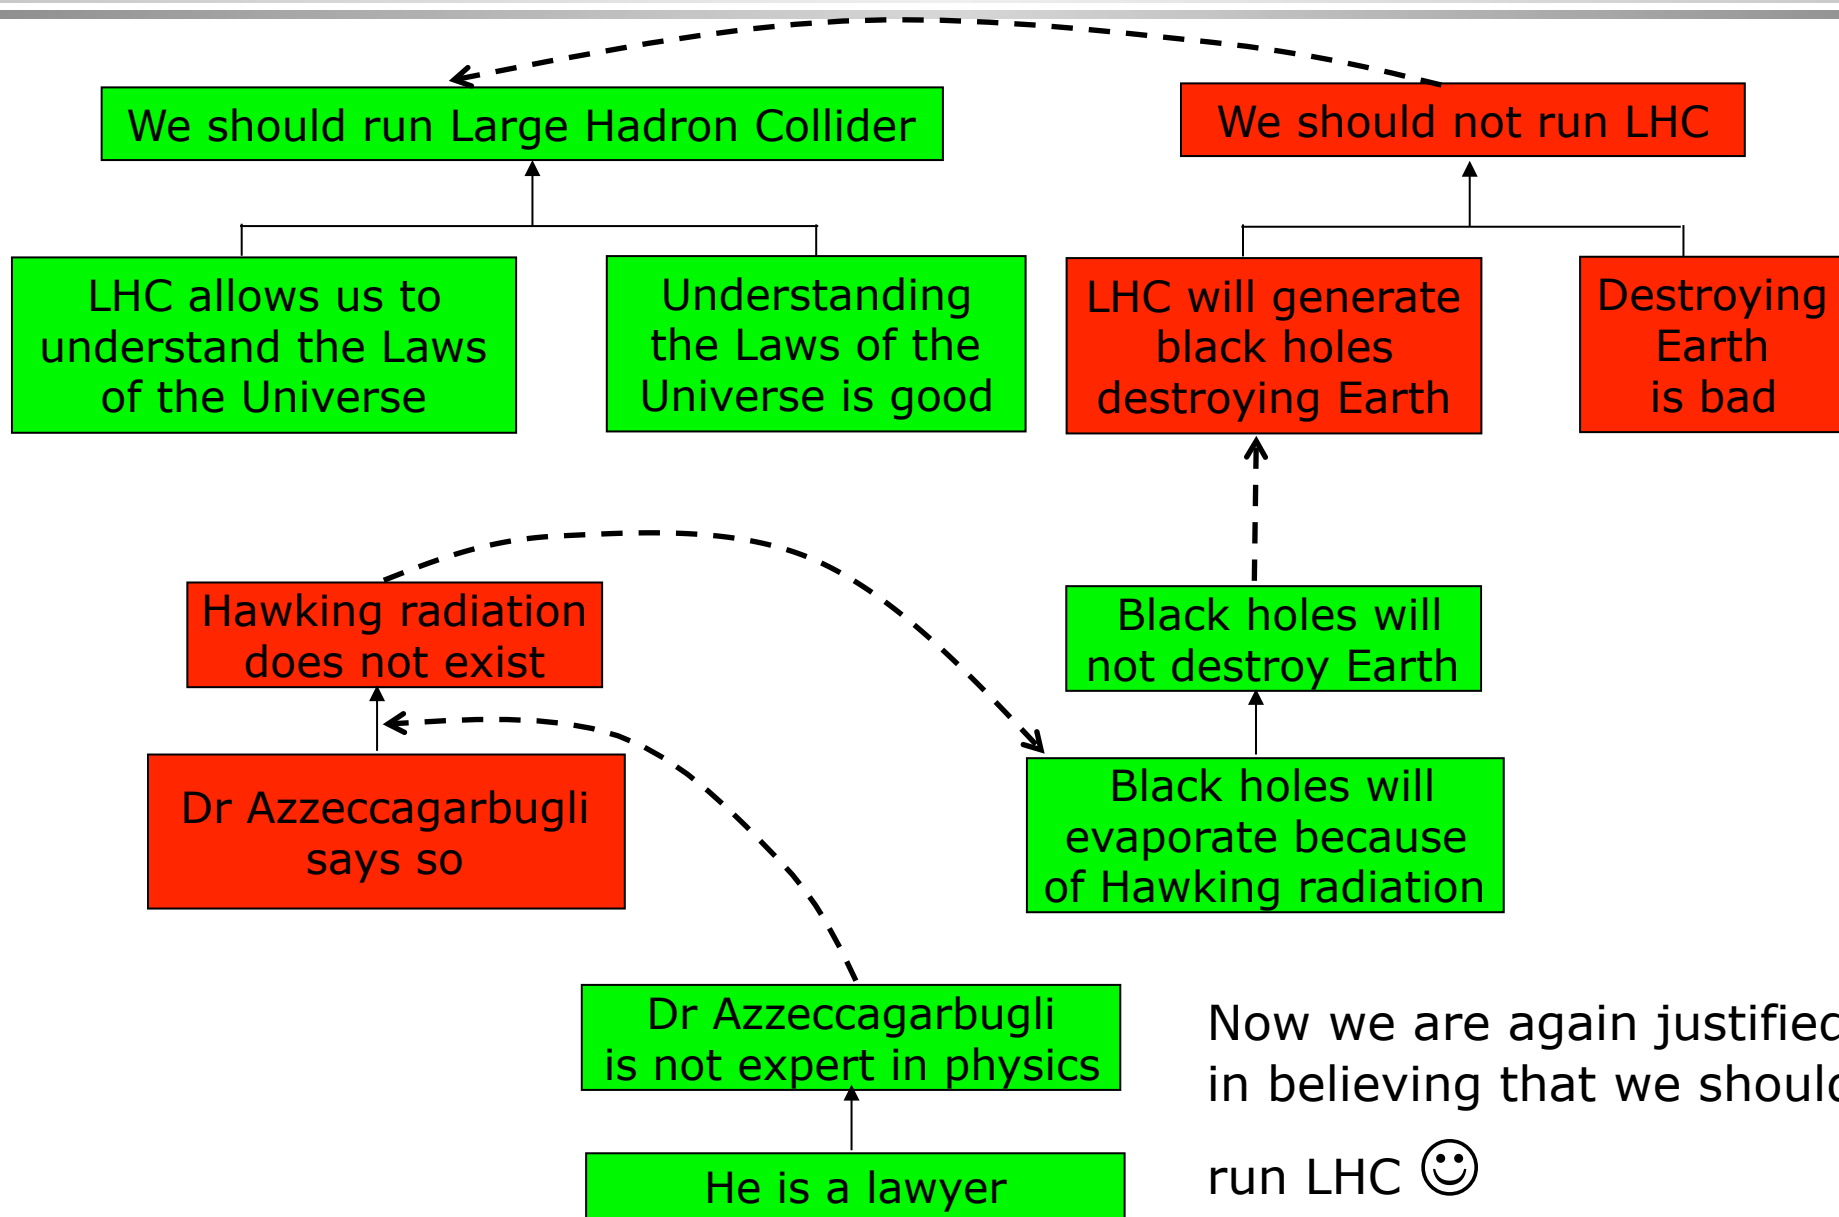 We should run Large Hadron Collider
We should not run LHC
LHC allows us to
understand the Laws
of the Universe
Understanding
the Laws of the
Universe is good
LHC will generate
black holes
destroying Earth
Destroying
Earth
is bad
Hawking radiation
does not exist
Black holes will
not destroy Earth
Dr Azzeccagarbugli
says so
Black holes will
evaporate because
of Hawking radiation
Dr Azzeccagarbugli
is not expert in physics
He is a lawyer
Now we are again justified
in believing that we should
run LHC ☺